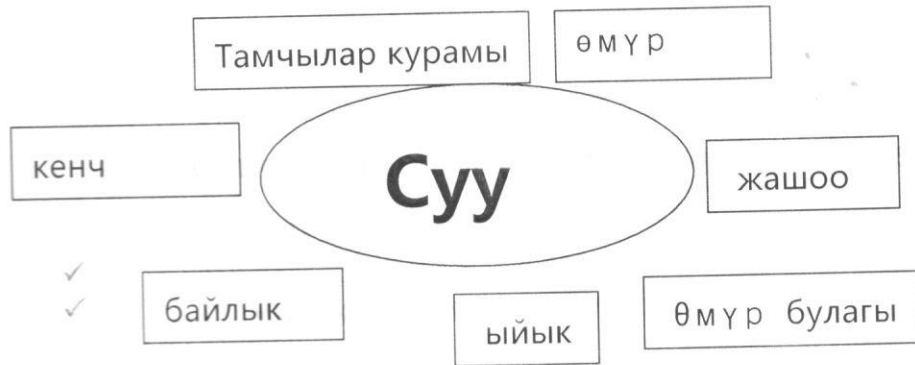 Тамчылар курамы
өмүр
кенч
Суу
жашоо
байлык
ыйык
Өмүр булагы